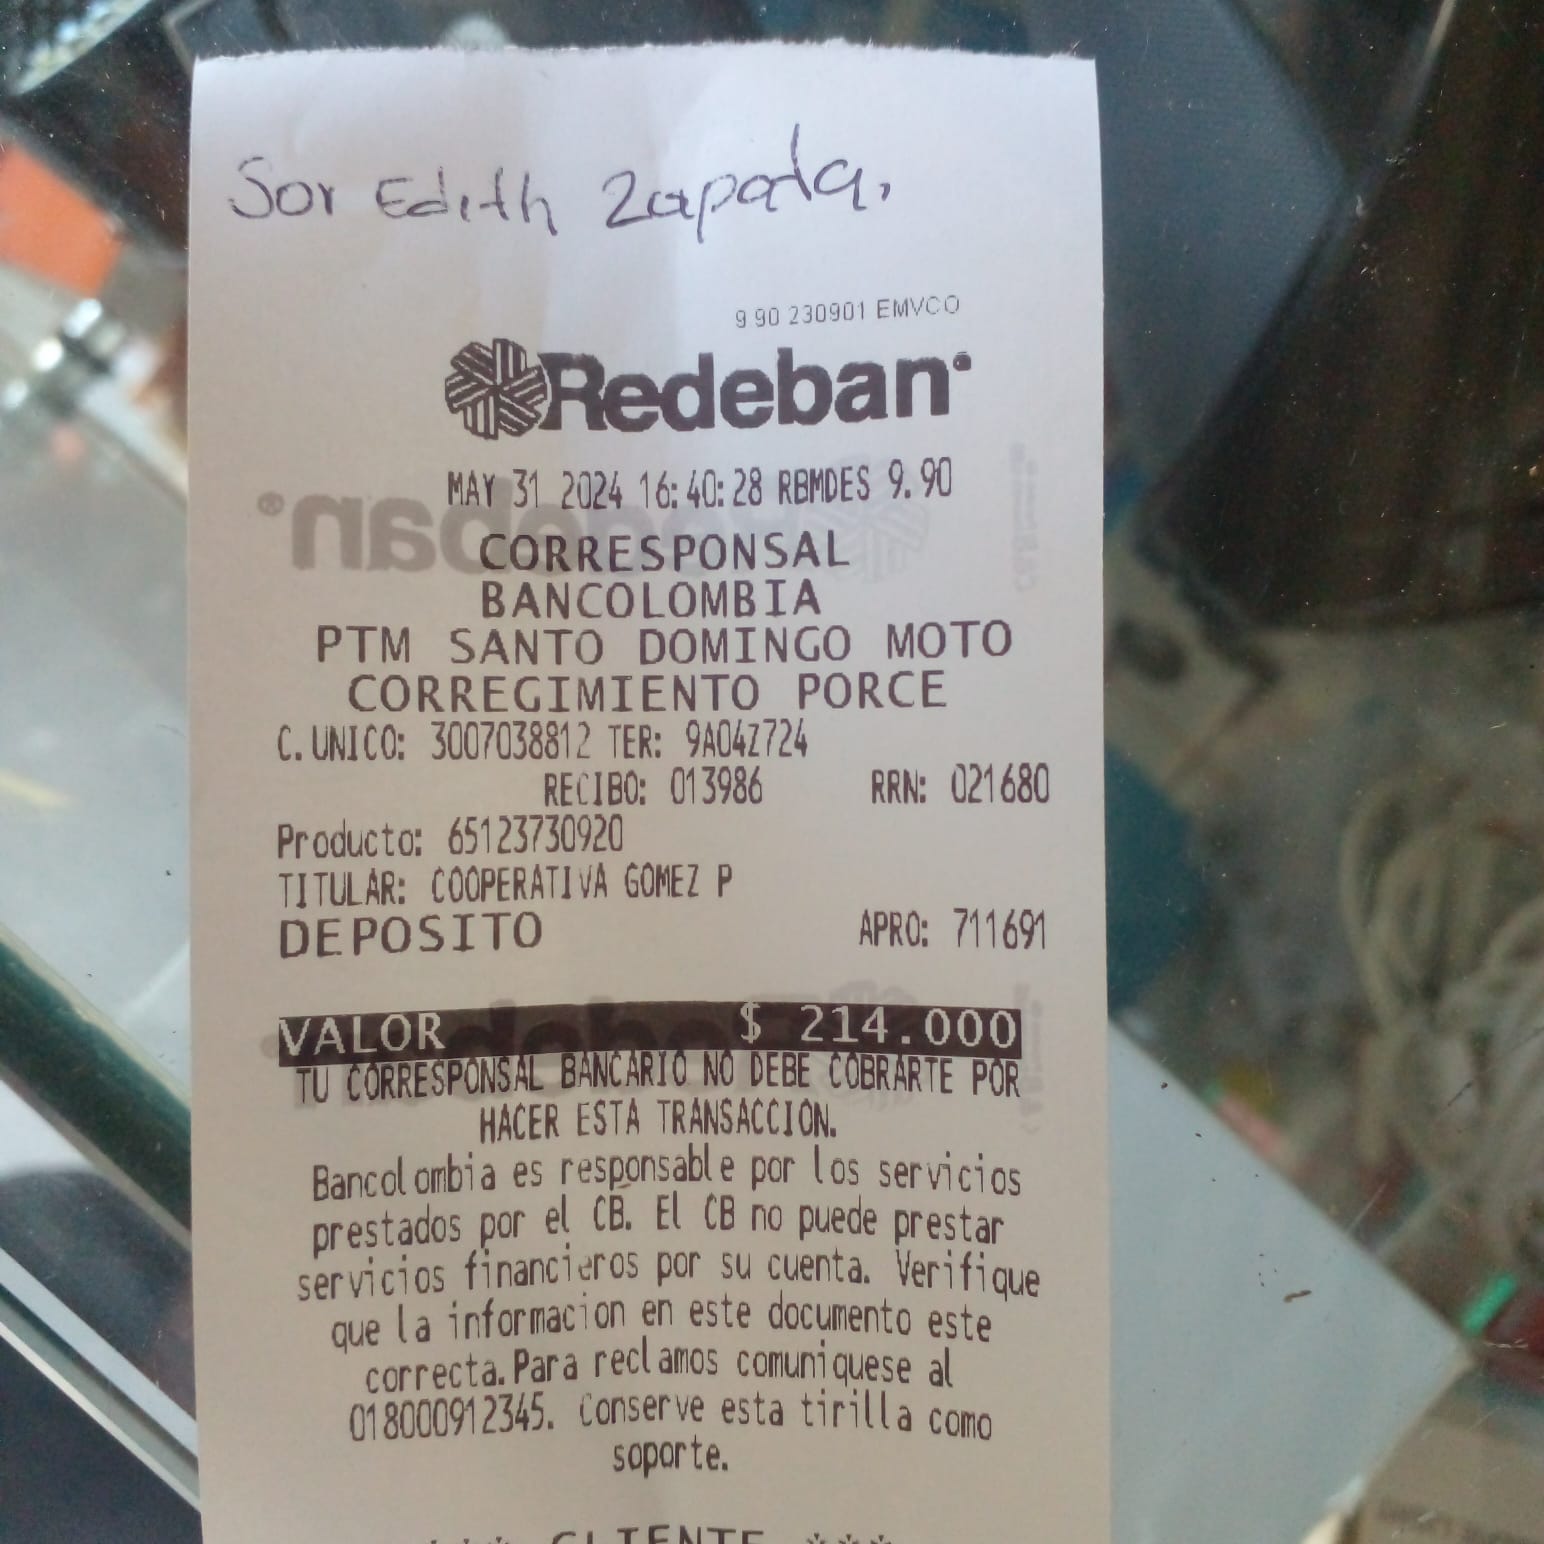 Sor Edith Zapata.
9 90 230901 EMVCO
Redeban
MAY 31 2024 16:40:28 RBMDES 9.90
CORRESPONSAL
BANCOLOMBIA
PTM SANTO DOMINGO MOTO
CORREGIMIENTO PORCE
C. UNICO: 3007038812 TER: 9A04Z724
RECIBO: 013986 RRN: 021680
Producto: 65123730920
TITULAR: COOPERATIVA GOMEZ P
DEPOSITO APRO: 711691
VALOR $ 214.000
TU CORRESPONSAL BANCARIO NO DEBE COBRARTE POR
HACER ESTA TRANSACCION.
Bancolombia es responsable por los servicios
prestados por el CB. El CB no puede prestar
servicios financieros por su cuenta. Verifique
que la informacion en este documento este
correcta. Para reclamos comuniquese al
018000912345. Conserve esta tirilla como
soporte.
*** CLIENTE ***